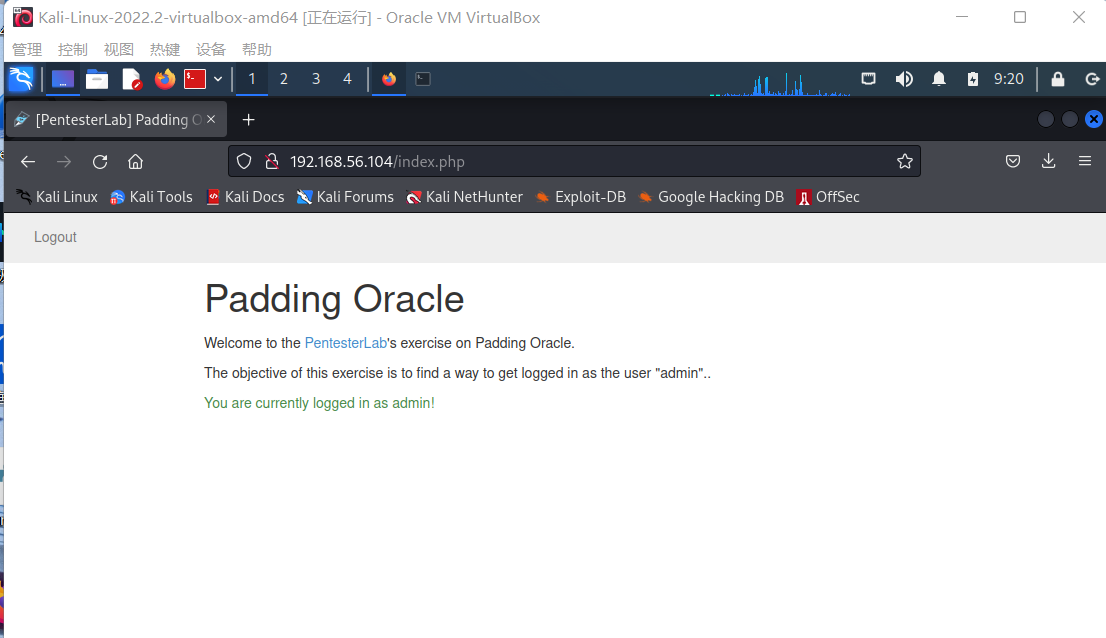 Kali-Linux-2022.2-virtualbox-amd64 [正在运行] - Oracle VM VirtualBox
管理 控制 视图 热键 设备 帮助
1 2 3 4 9:20
[PentesterLab] Padding O
192.168.56.104/index.php
Kali Linux Kali Tools Kali Docs Kali Forums Kali NetHunter Exploit-DB Google Hacking DB OffSec
Logout
Padding Oracle
Welcome to the PentesterLab's exercise on Padding Oracle.
The objective of this exercise is to find a way to get logged in as the user "admin"..
You are currently logged in as admin!